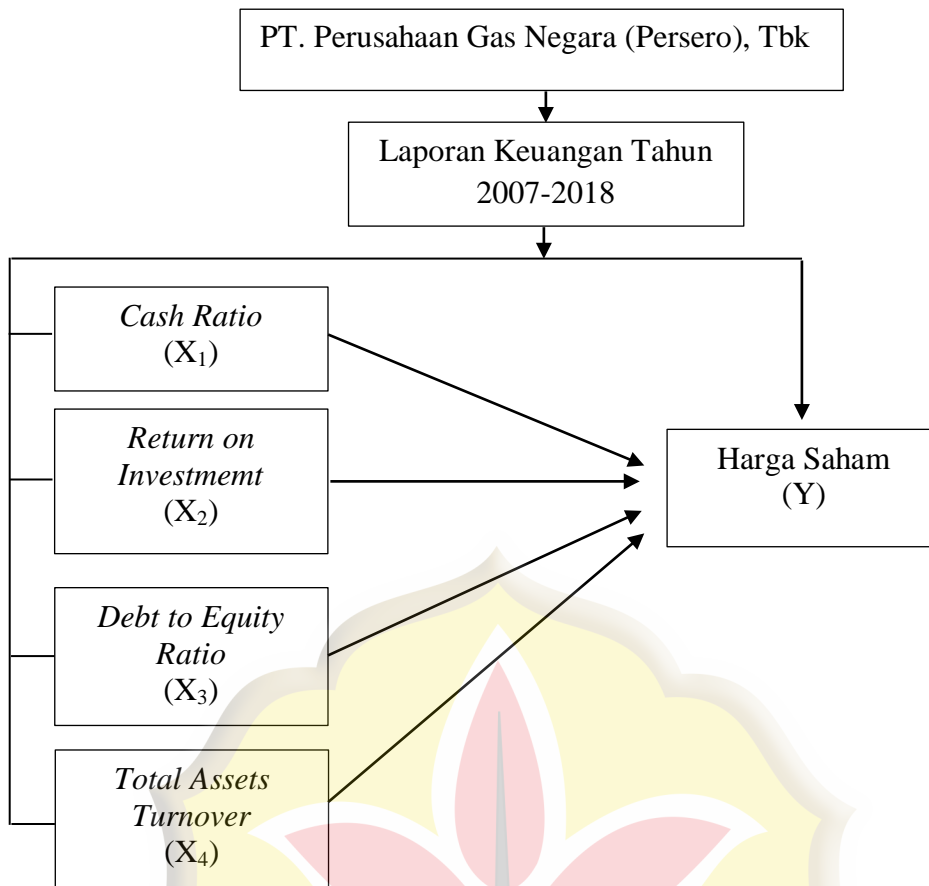 PT. Perusahaan Gas Negara (Persero), Tbk
Laporan Keuangan Tahun
2007-2018
Cash Ratio
(X₁)
Return on
Investmemt
(X₂)
Harga Saham
(Y)
Debt to Equity
Ratio
(X₃)
Total Assets
Turnover
(X₄)